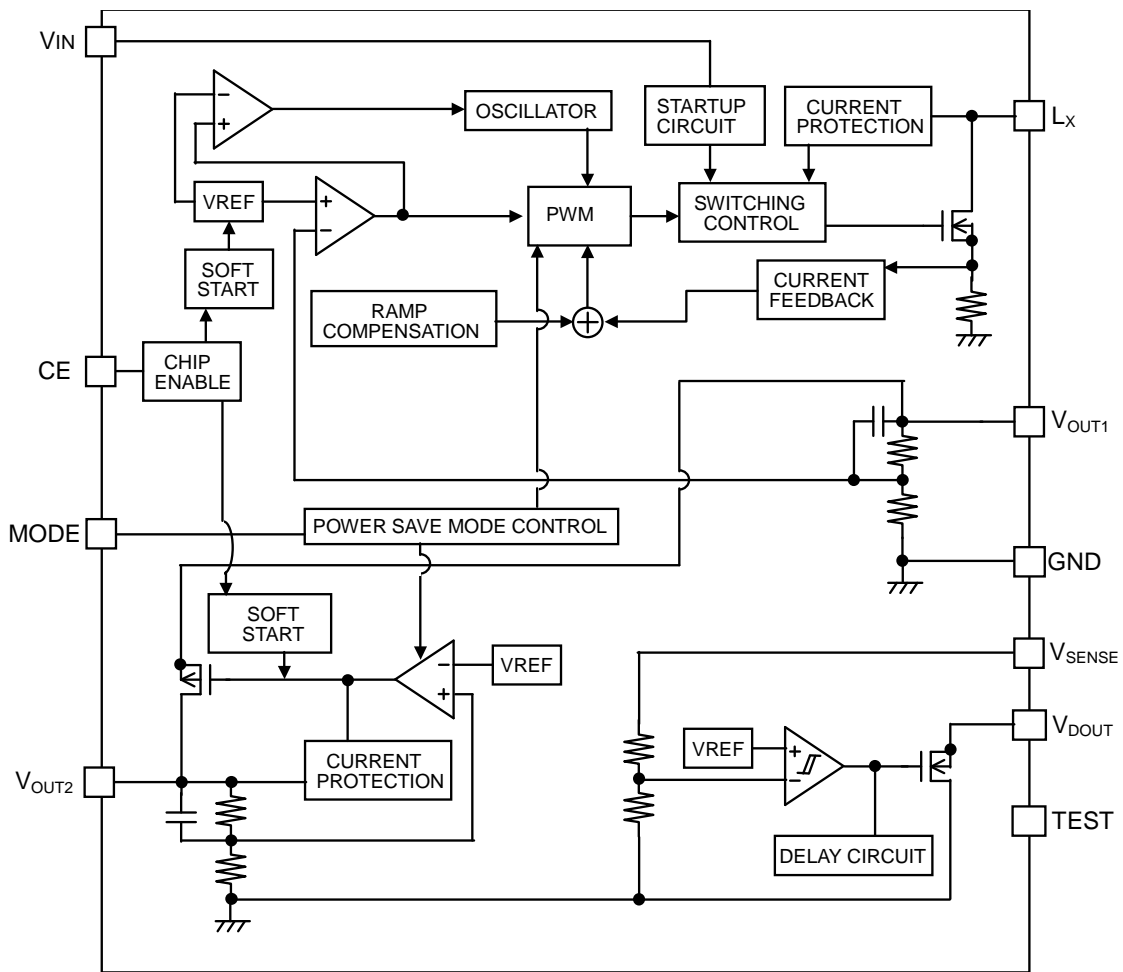 VIN
OSCILLATOR
STARTUP
CIRCUIT
CURRENT
PROTECTION
LX
−
+
VREF
+
−
PWM
SWITCHING
CONTROL
SOFT
START
RAMP
COMPENSATION
+
CURRENT
FEEDBACK
CE
CHIP
ENABLE
VOUT1
MODE
POWER SAVE MODE CONTROL
GND
SOFT
START
−
+
VREF
VSENSE
VDOUT
VREF
+
−
CURRENT
PROTECTION
VOUT2
TEST
DELAY CIRCUIT